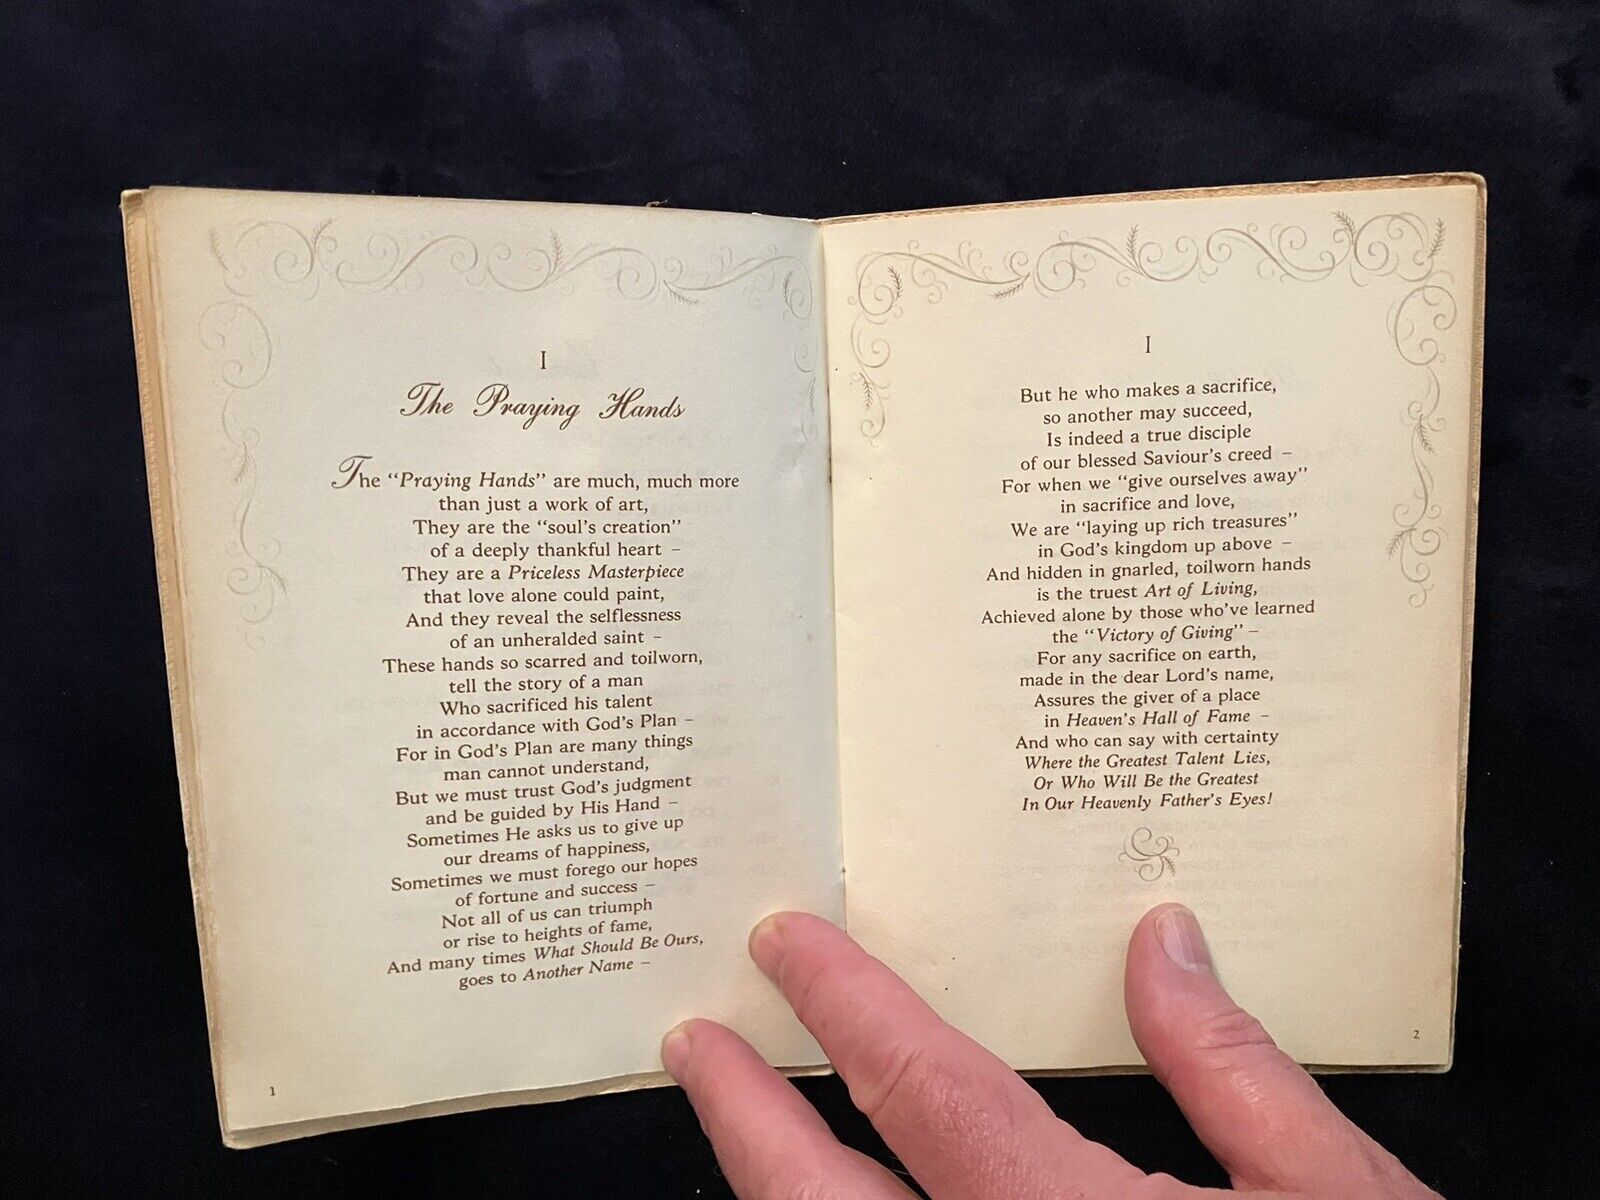 I
The Praying Hands
The "Praying Hands" are much, much more
than just a work of art,
They are the "soul's creation"
of a deeply thankful heart –
They are a Priceless Masterpiece
that love alone could paint,
And they reveal the selflessness
of an unheralded saint –
These hands so scarred and toilworn,
tell the story of a man
Who sacrificed his talent
in accordance with God's Plan –
For in God's Plan are many things
man cannot understand,
But we must trust God's judgment
and be guided by His Hand –
Sometimes He asks us to give up
our dreams of happiness,
Sometimes we must forego our hopes
of fortune and success –
Not all of us can triumph
or rise to heights of fame,
And many times What Should Be Ours,
goes to Another Name –
1
I
But he who makes a sacrifice,
so another may succeed,
Is indeed a true disciple
of our blessed Saviour's creed –
For when we "give ourselves away"
in sacrifice and love,
We are "laying up rich treasures"
in God's kingdom up above –
And hidden in gnarled, toilworn hands
is the truest Art of Living,
Achieved alone by those who've learned
the "Victory of Giving" –
For any sacrifice on earth,
made in the dear Lord's name,
Assures the giver of a place
in Heaven's Hall of Fame –
And who can say with certainty
Where the Greatest Talent Lies,
Or Who Will Be the Greatest
In Our Heavenly Father's Eyes!
2